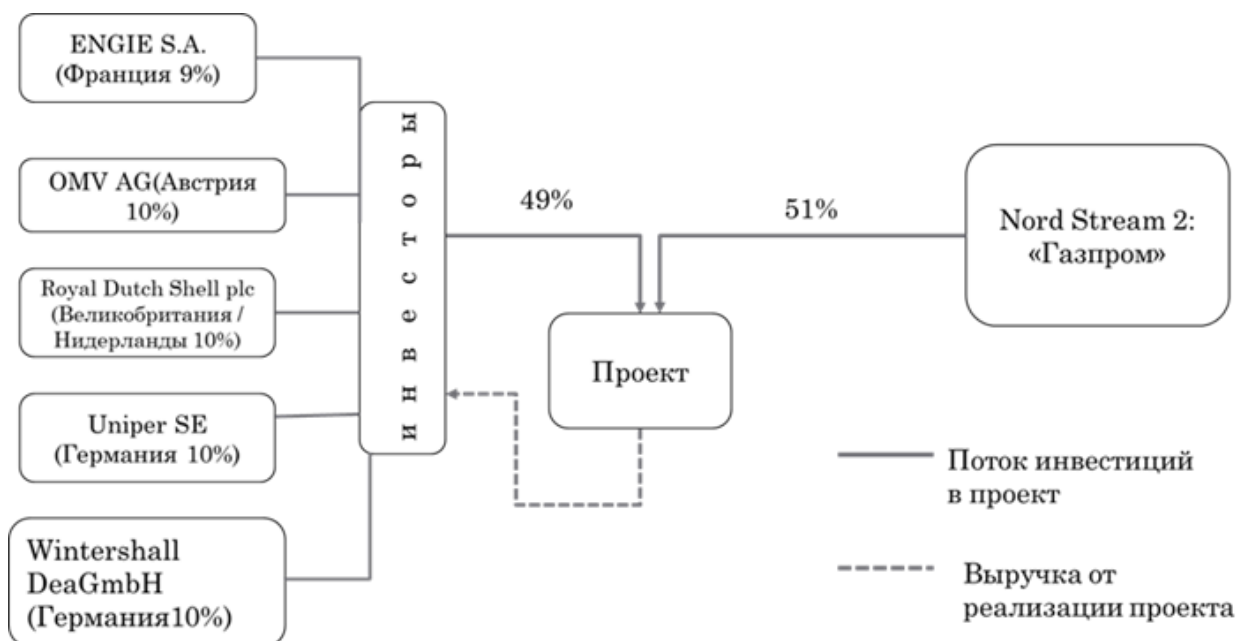 ENGIE S.A.
(Франция 9%)
OMV AG(Австрия
10%)
Royal Dutch Shell plc
(Великобритания /
Нидерланды 10%)
Uniper SE
(Германия 10%)
Wintershall
DeaGmbH
(Германия10%)
инвесторы
49%
51%
Nord Stream 2:
«Газпром»
Проект
Поток инвестиций
в проект
Выручка от
реализации проекта